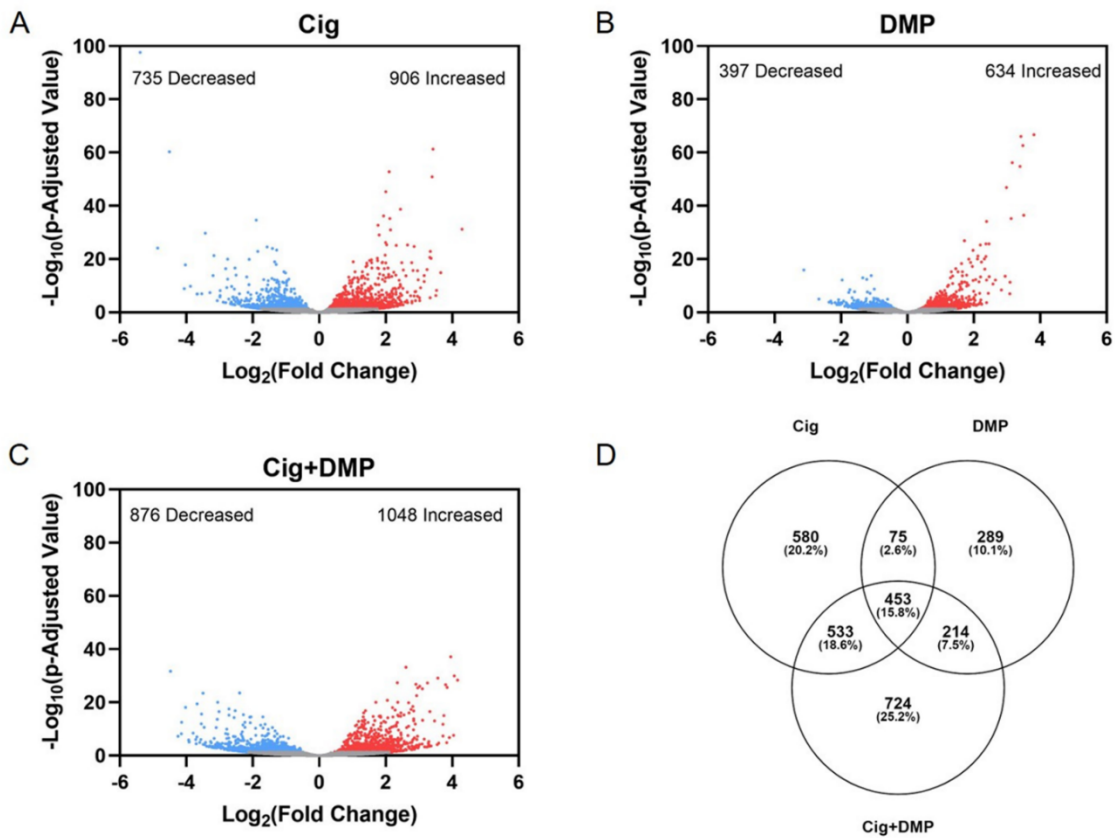 A
Cig
735 Decreased
906 Increased
-Log10(p-Adjusted Value)
100
80
60
40
20
0
-6 -4 -2 0 2 4 6
Log2(Fold Change)
B
DMP
397 Decreased
634 Increased
-Log10(p-Adjusted Value)
100
80
60
40
20
0
-6 -4 -2 0 2 4 6
Log2(Fold Change)
C
Cig+DMP
876 Decreased
1048 Increased
-Log10(p-Adjusted Value)
100
80
60
40
20
0
-6 -4 -2 0 2 4 6
Log2(Fold Change)
D
Cig
DMP
580
(20.2%)
75
(2.6%)
289
(10.1%)
453
(15.8%)
533
(18.6%)
214
(7.5%)
724
(25.2%)
Cig+DMP